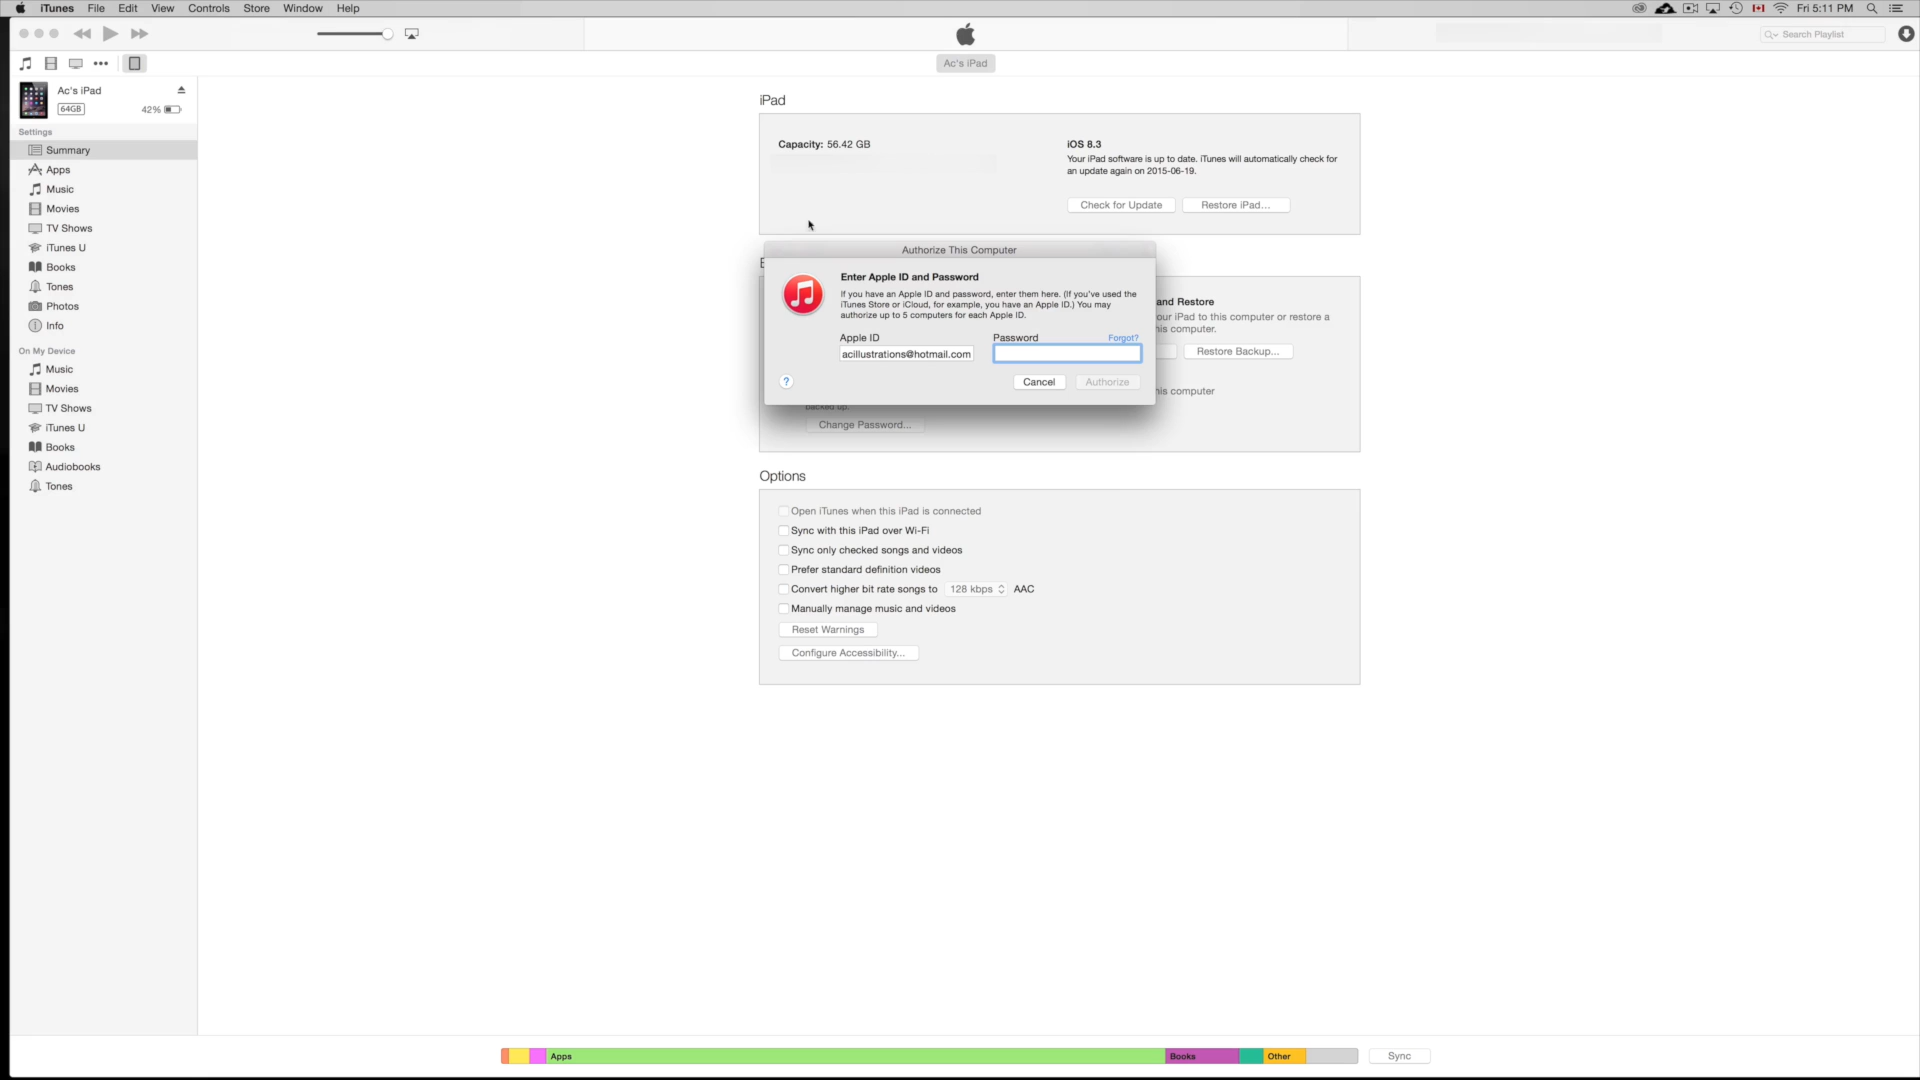 iTunes File Edit View Controls Store Window Help
Fri 5:11 PM
Search Playlist
Ac's iPad
Ac's iPad
64GB
42%
Settings
Summary
Apps
Music
Movies
TV Shows
iTunes U
Books
Tones
Photos
Info
On My Device
Music
Movies
TV Shows
iTunes U
Books
Audiobooks
Tones
iPad
Capacity: 56.42 GB
iOS 8.3
Your iPad software is up to date. iTunes will automatically check for
an update again on 2015-06-19.
Check for Update
Restore iPad...
Authorize This Computer
Enter Apple ID and Password
If you have an Apple ID and password, enter them here. (If you've used the
iTunes Store or iCloud, for example, you have an Apple ID.) You may
authorize up to 5 computers for each Apple ID.
Apple ID
Password
Forgot?
acillustrations@hotmail.com
?
Cancel
Authorize
and Restore
our iPad to this computer or restore a
his computer.
Restore Backup...
his computer
backed up.
Change Password...
Options
Open iTunes when this iPad is connected
Sync with this iPad over Wi-Fi
Sync only checked songs and videos
Prefer standard definition videos
Convert higher bit rate songs to 128 kbps AAC
Manually manage music and videos
Reset Warnings
Configure Accessibility...
Apps
Books
Other
Sync